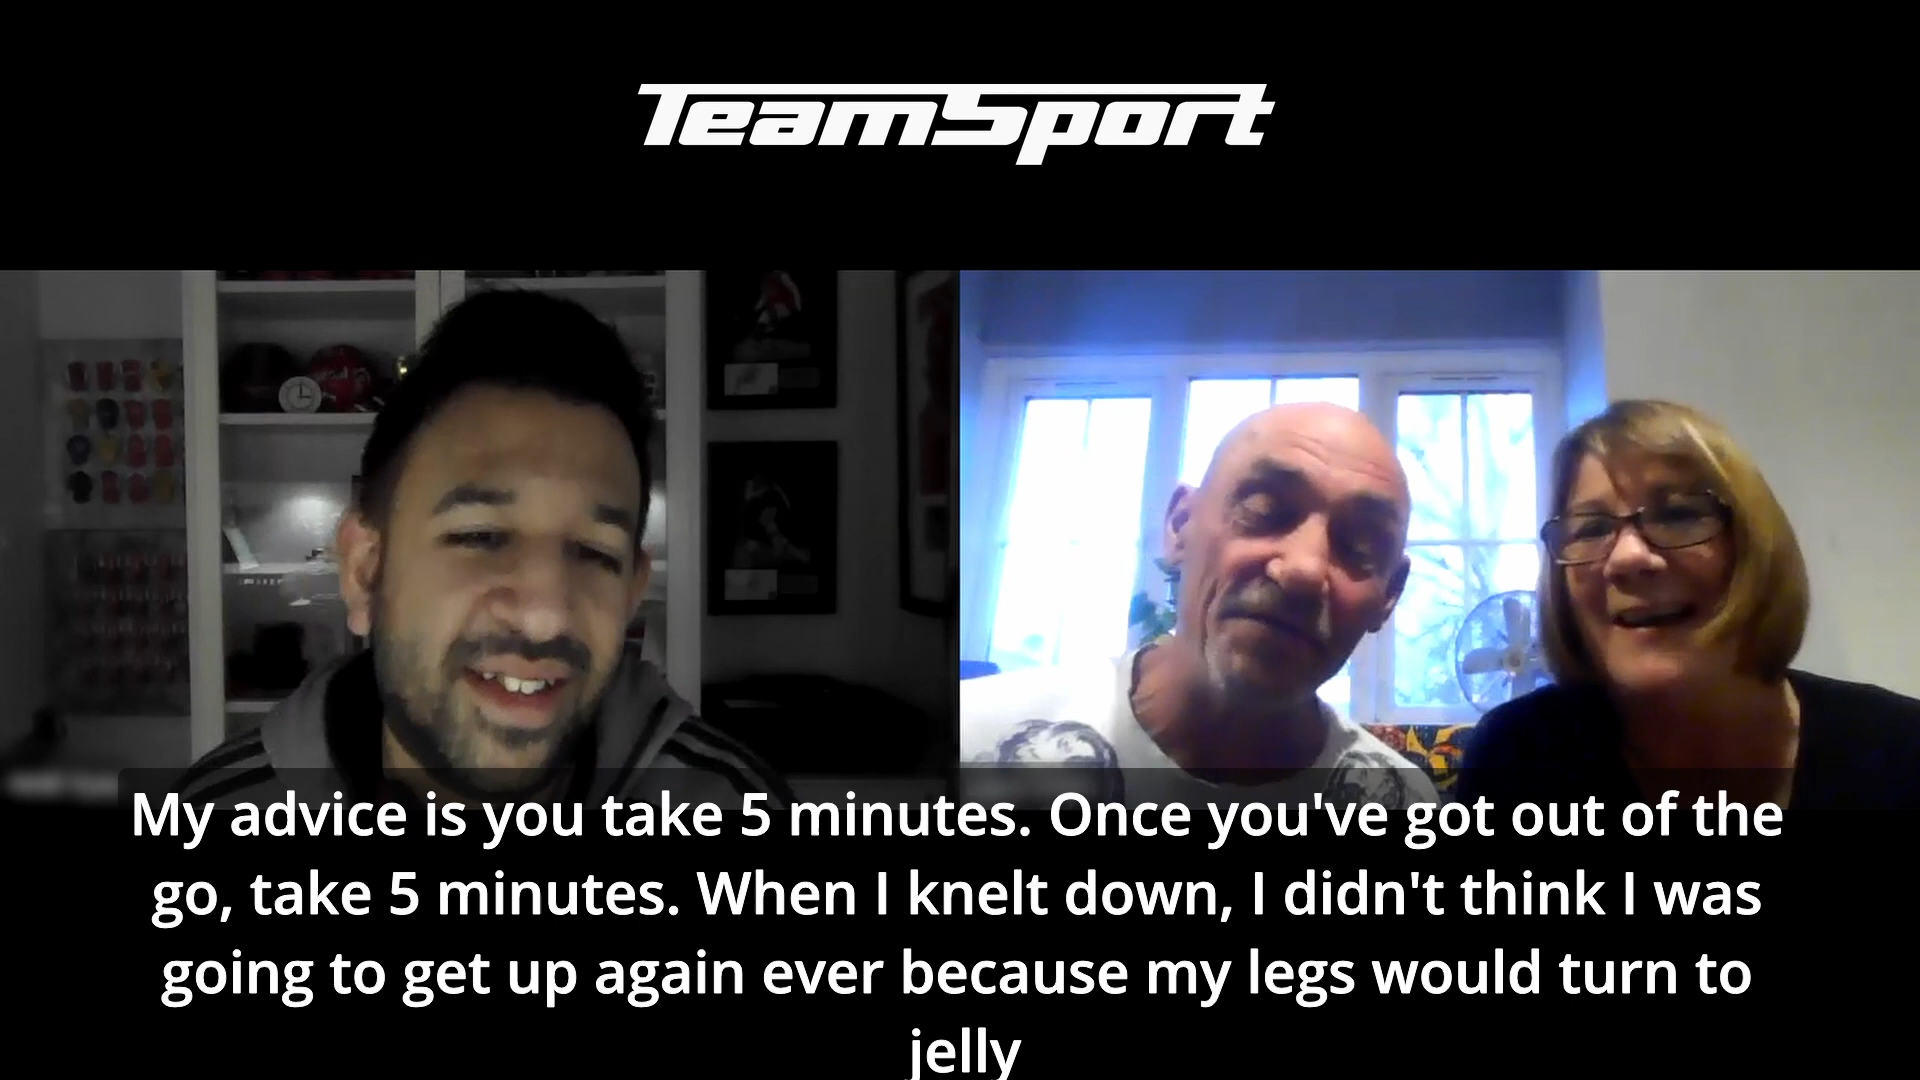 TeamSport
My advice is you take 5 minutes. Once you've got out of the
go, take 5 minutes. When I knelt down, I didn't think I was
going to get up again ever because my legs would turn to
jelly